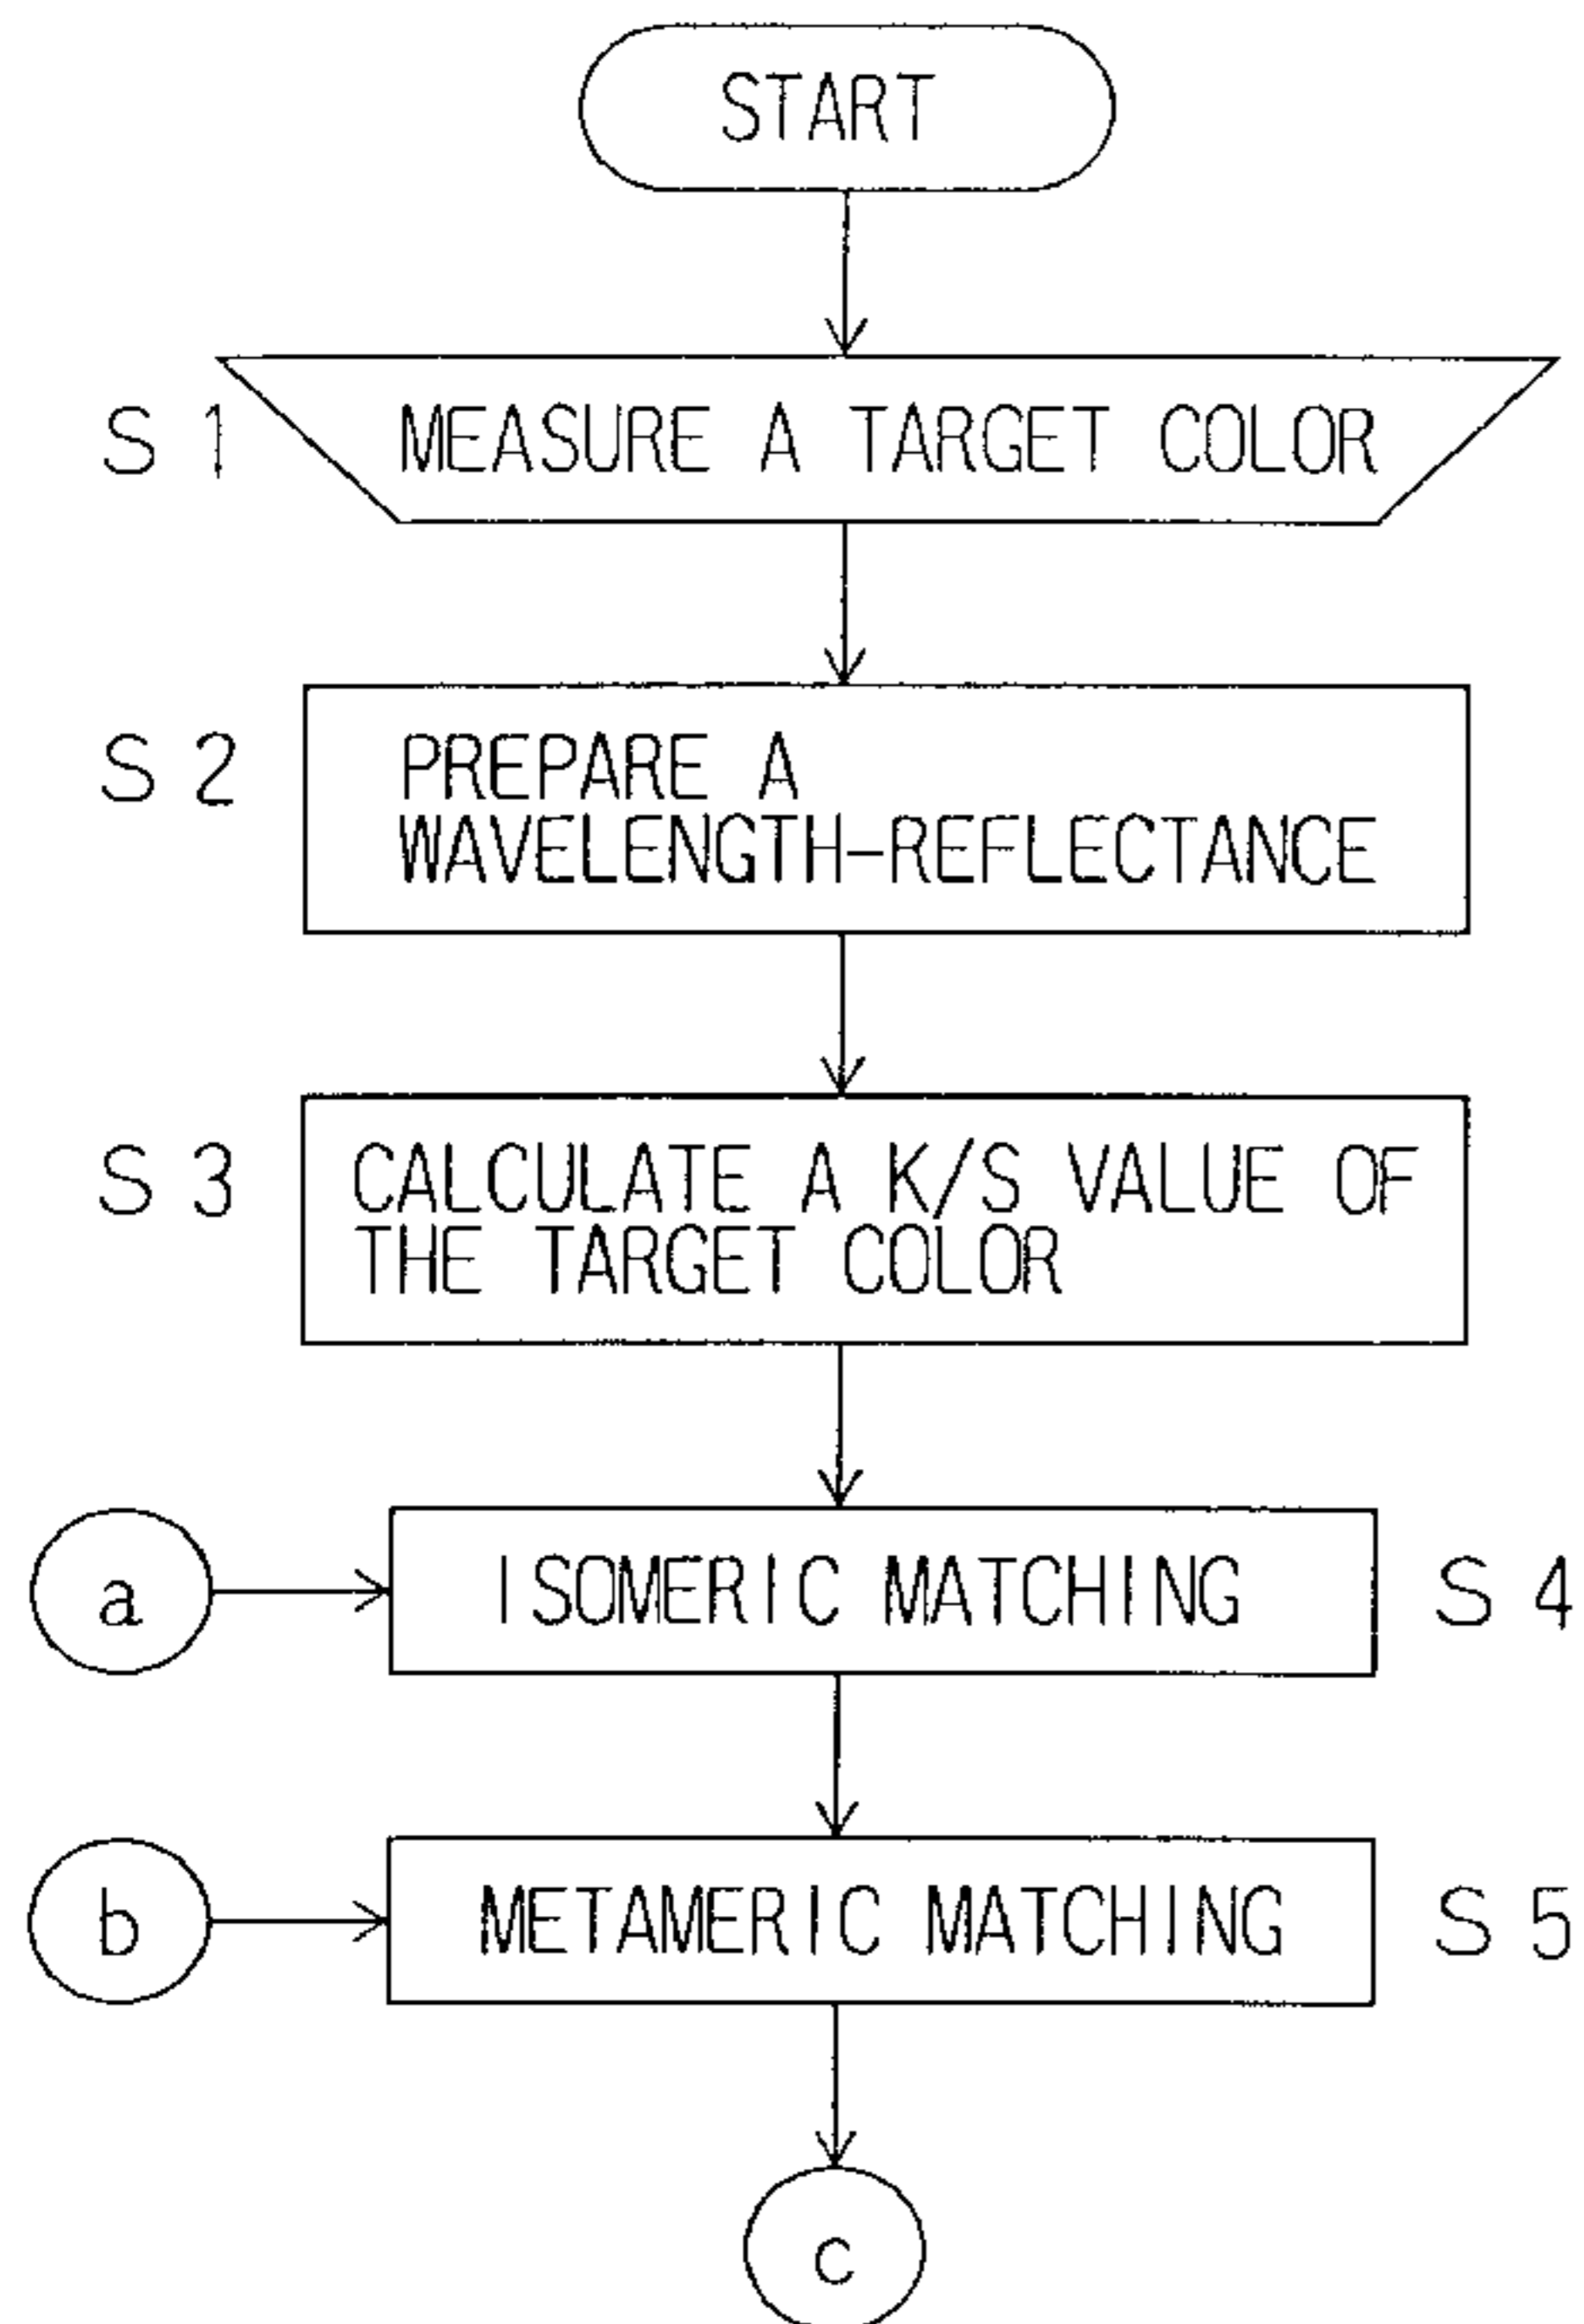 START
S 1 MEASURE A TARGET COLOR
S 2 PREPARE A
WAVELENGTH-REFLECTANCE
S 3 CALCULATE A K/S VALUE OF
THE TARGET COLOR
a ISOMERIC MATCHING S 4
b METAMERIC MATCHING S 5
c